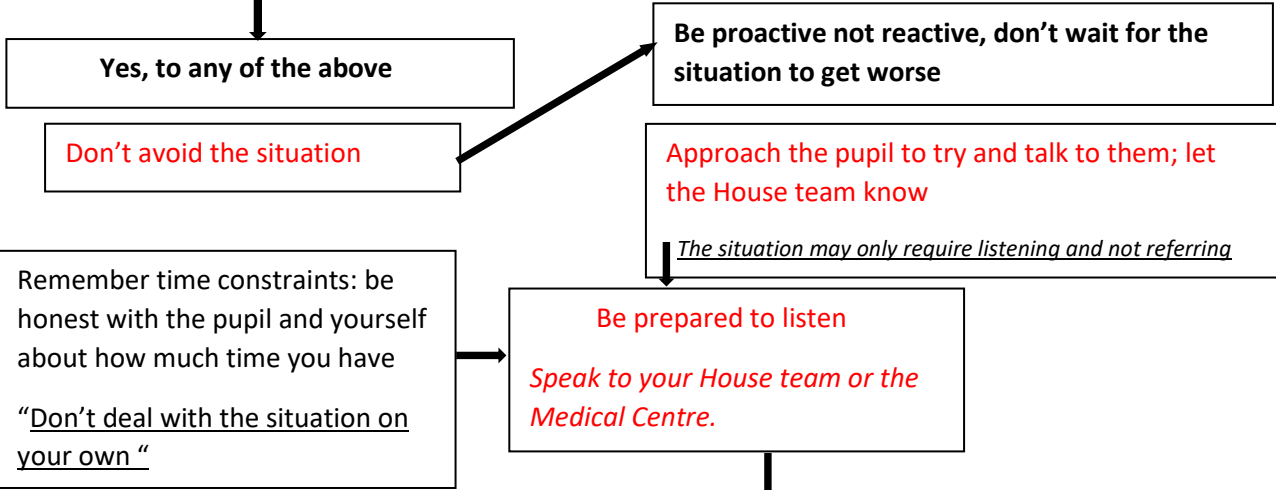 Yes, to any of the above
Be proactive not reactive, don’t wait for the
situation to get worse
Don’t avoid the situation
Approach the pupil to try and talk to them; let
the House team know
The situation may only require listening and not referring
Remember time constraints: be
honest with the pupil and yourself
about how much time you have
“Don’t deal with the situation on
your own “
Be prepared to listen
Speak to your House team or the
Medical Centre.